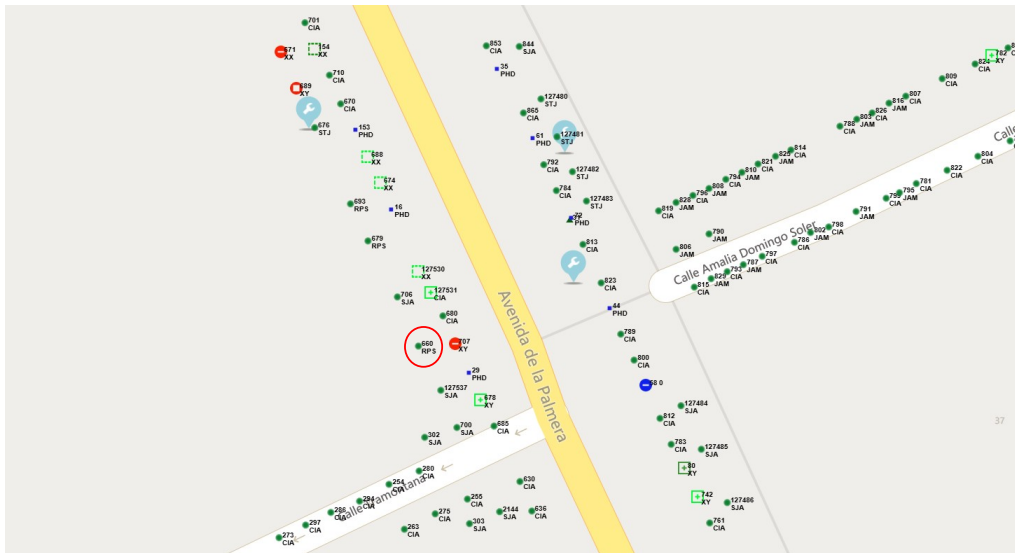 701
CIA
571
XX
154
XX
710
CIA
689
XY
670
CIA
676
STJ
153
PHD
688
XX
674
XX
693
RPS
16
PHD
679
RPS
127530
XX
127531
CIA
706
SJA
680
CIA
660
RPS
707
XY
29
PHD
127537
SJA
678
XY
700
SJA
685
CIA
302
SJA
280
CIA
254
CIA
294
CIA
286
CIA
297
CIA
273
CIA
Calle Tramontana
255
CIA
275
CIA
263
CIA
303
SJA
2144
SJA
630
CIA
636
CIA
Avenida de la Palmera
853
CIA
844
SJA
35
PHD
127480
STJ
865
CIA
61
PHD
127481
STJ
792
CIA
127482
STJ
784
CIA
127483
STJ
72
PHD
813
CIA
823
CIA
44
PHD
789
CIA
800
CIA
58 0
127484
SJA
812
CIA
783
CIA
127485
SJA
80
XY
742
XY
127486
SJA
761
CIA
782
XY
824
CIA
809
CIA
807
CIA
816
JAM
826
CIA
803
JAM
788
CIA
814
CIA
825
JAM
821
CIA
810
JAM
794
CIA
808
JAM
796
CIA
828
JAM
819
CIA
790
JAM
806
JAM
804
CIA
822
CIA
781
CIA
795
JAM
CIA
791
JAM
798
CIA
802
JAM
786
CIA
797
CIA
787
JAM
793
CIA
829
JAM
815
CIA
Calle Amalia Domingo Soler
Calle
37